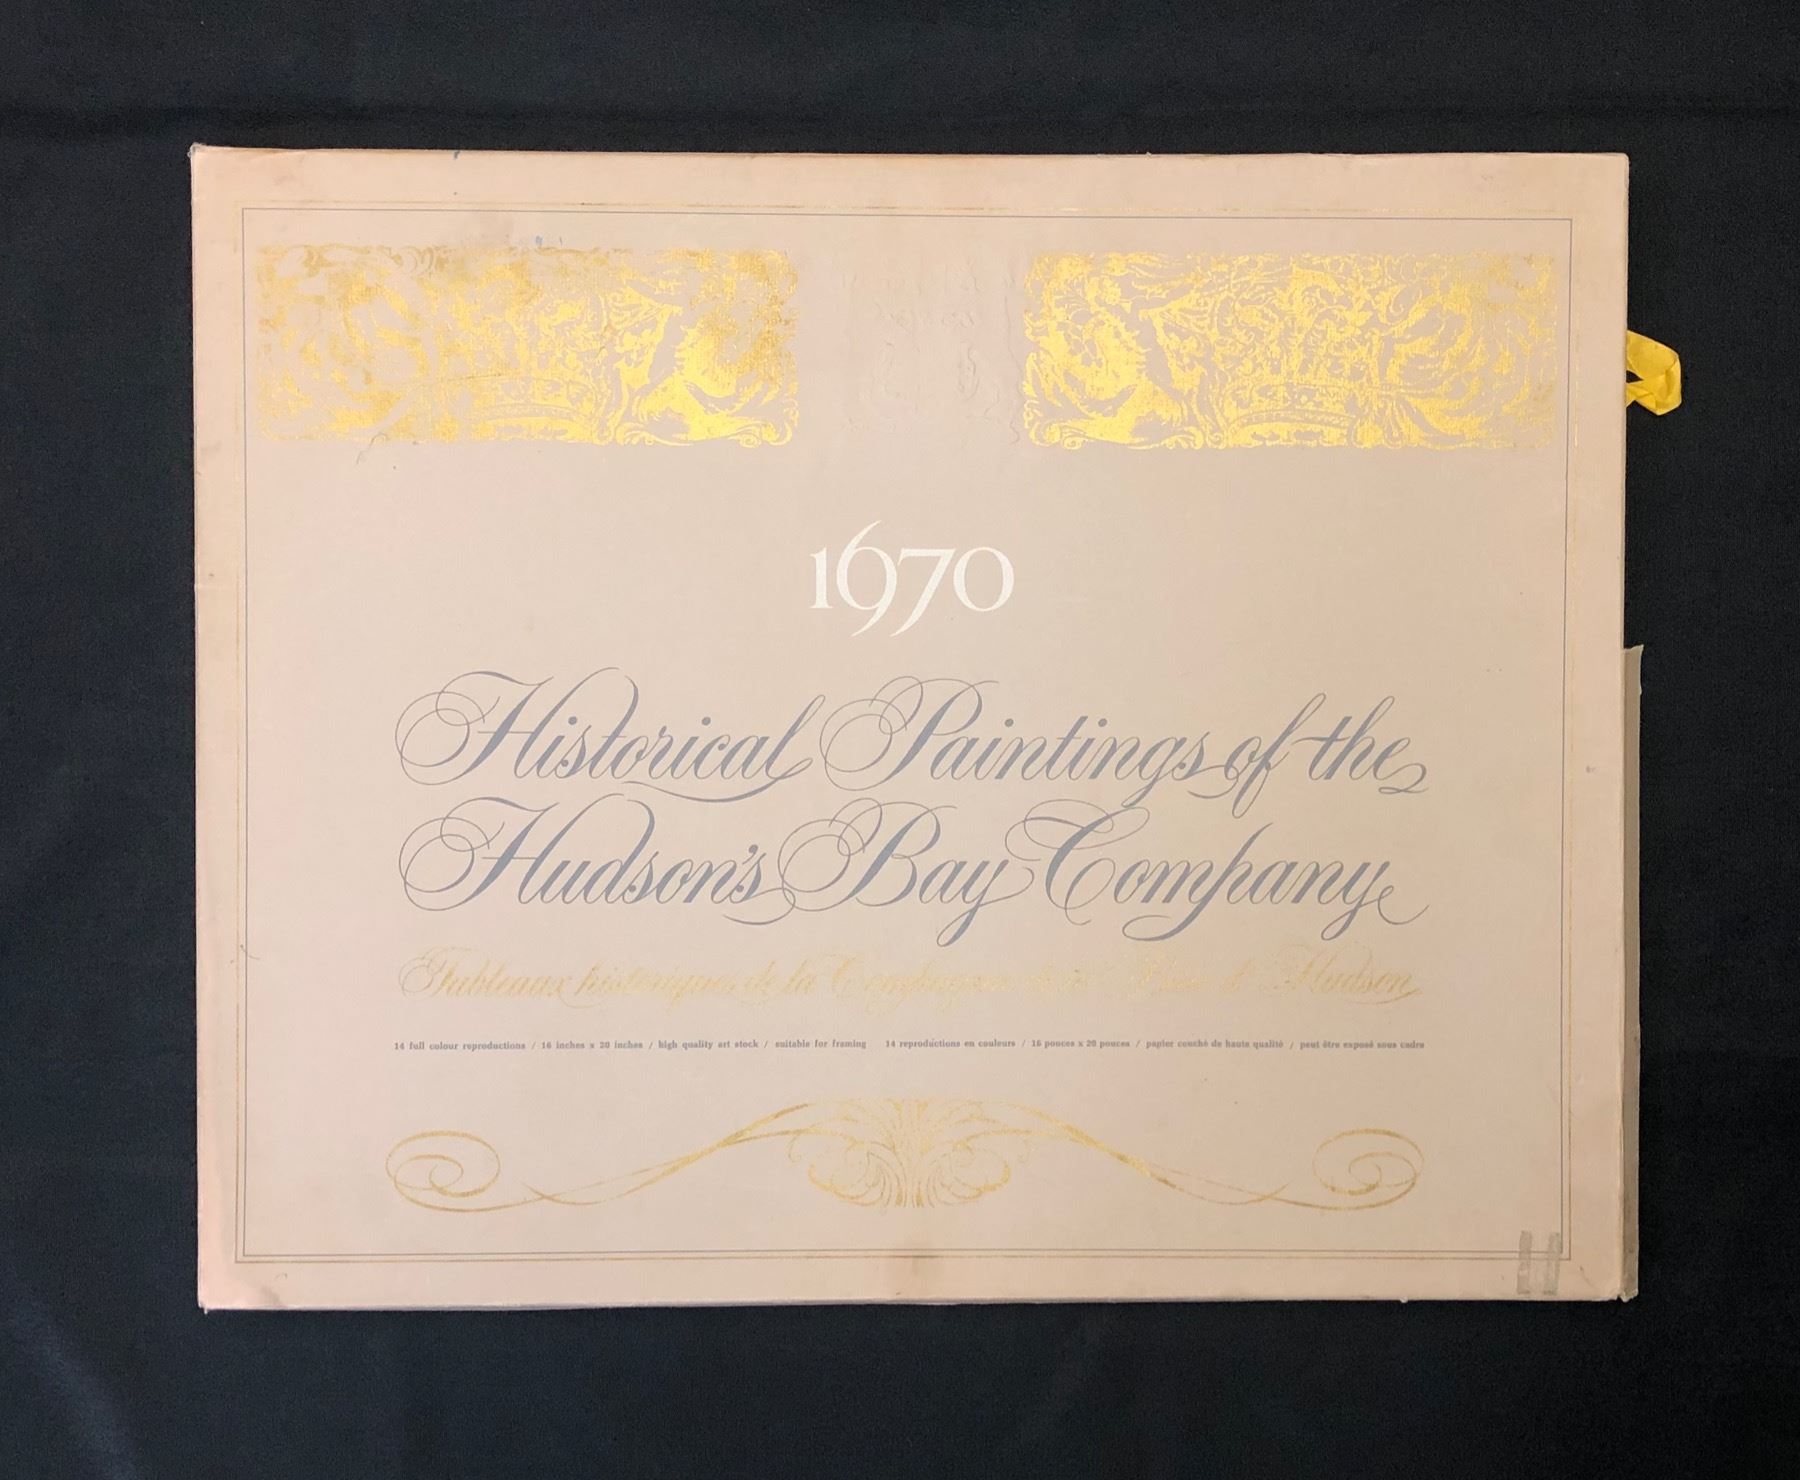 1670
Historical Paintings of the
Hudson's Bay Company
Tableaux historiques de la Compagnie de la Baie d'Hudson
14 full colour reproductions / 16 inches x 20 inches / high quality art stock / suitable for framing 14 reproductions en couleurs / 16 pouces x 20 pouces / papier couché de haute qualité / peut être exposé sous cadre